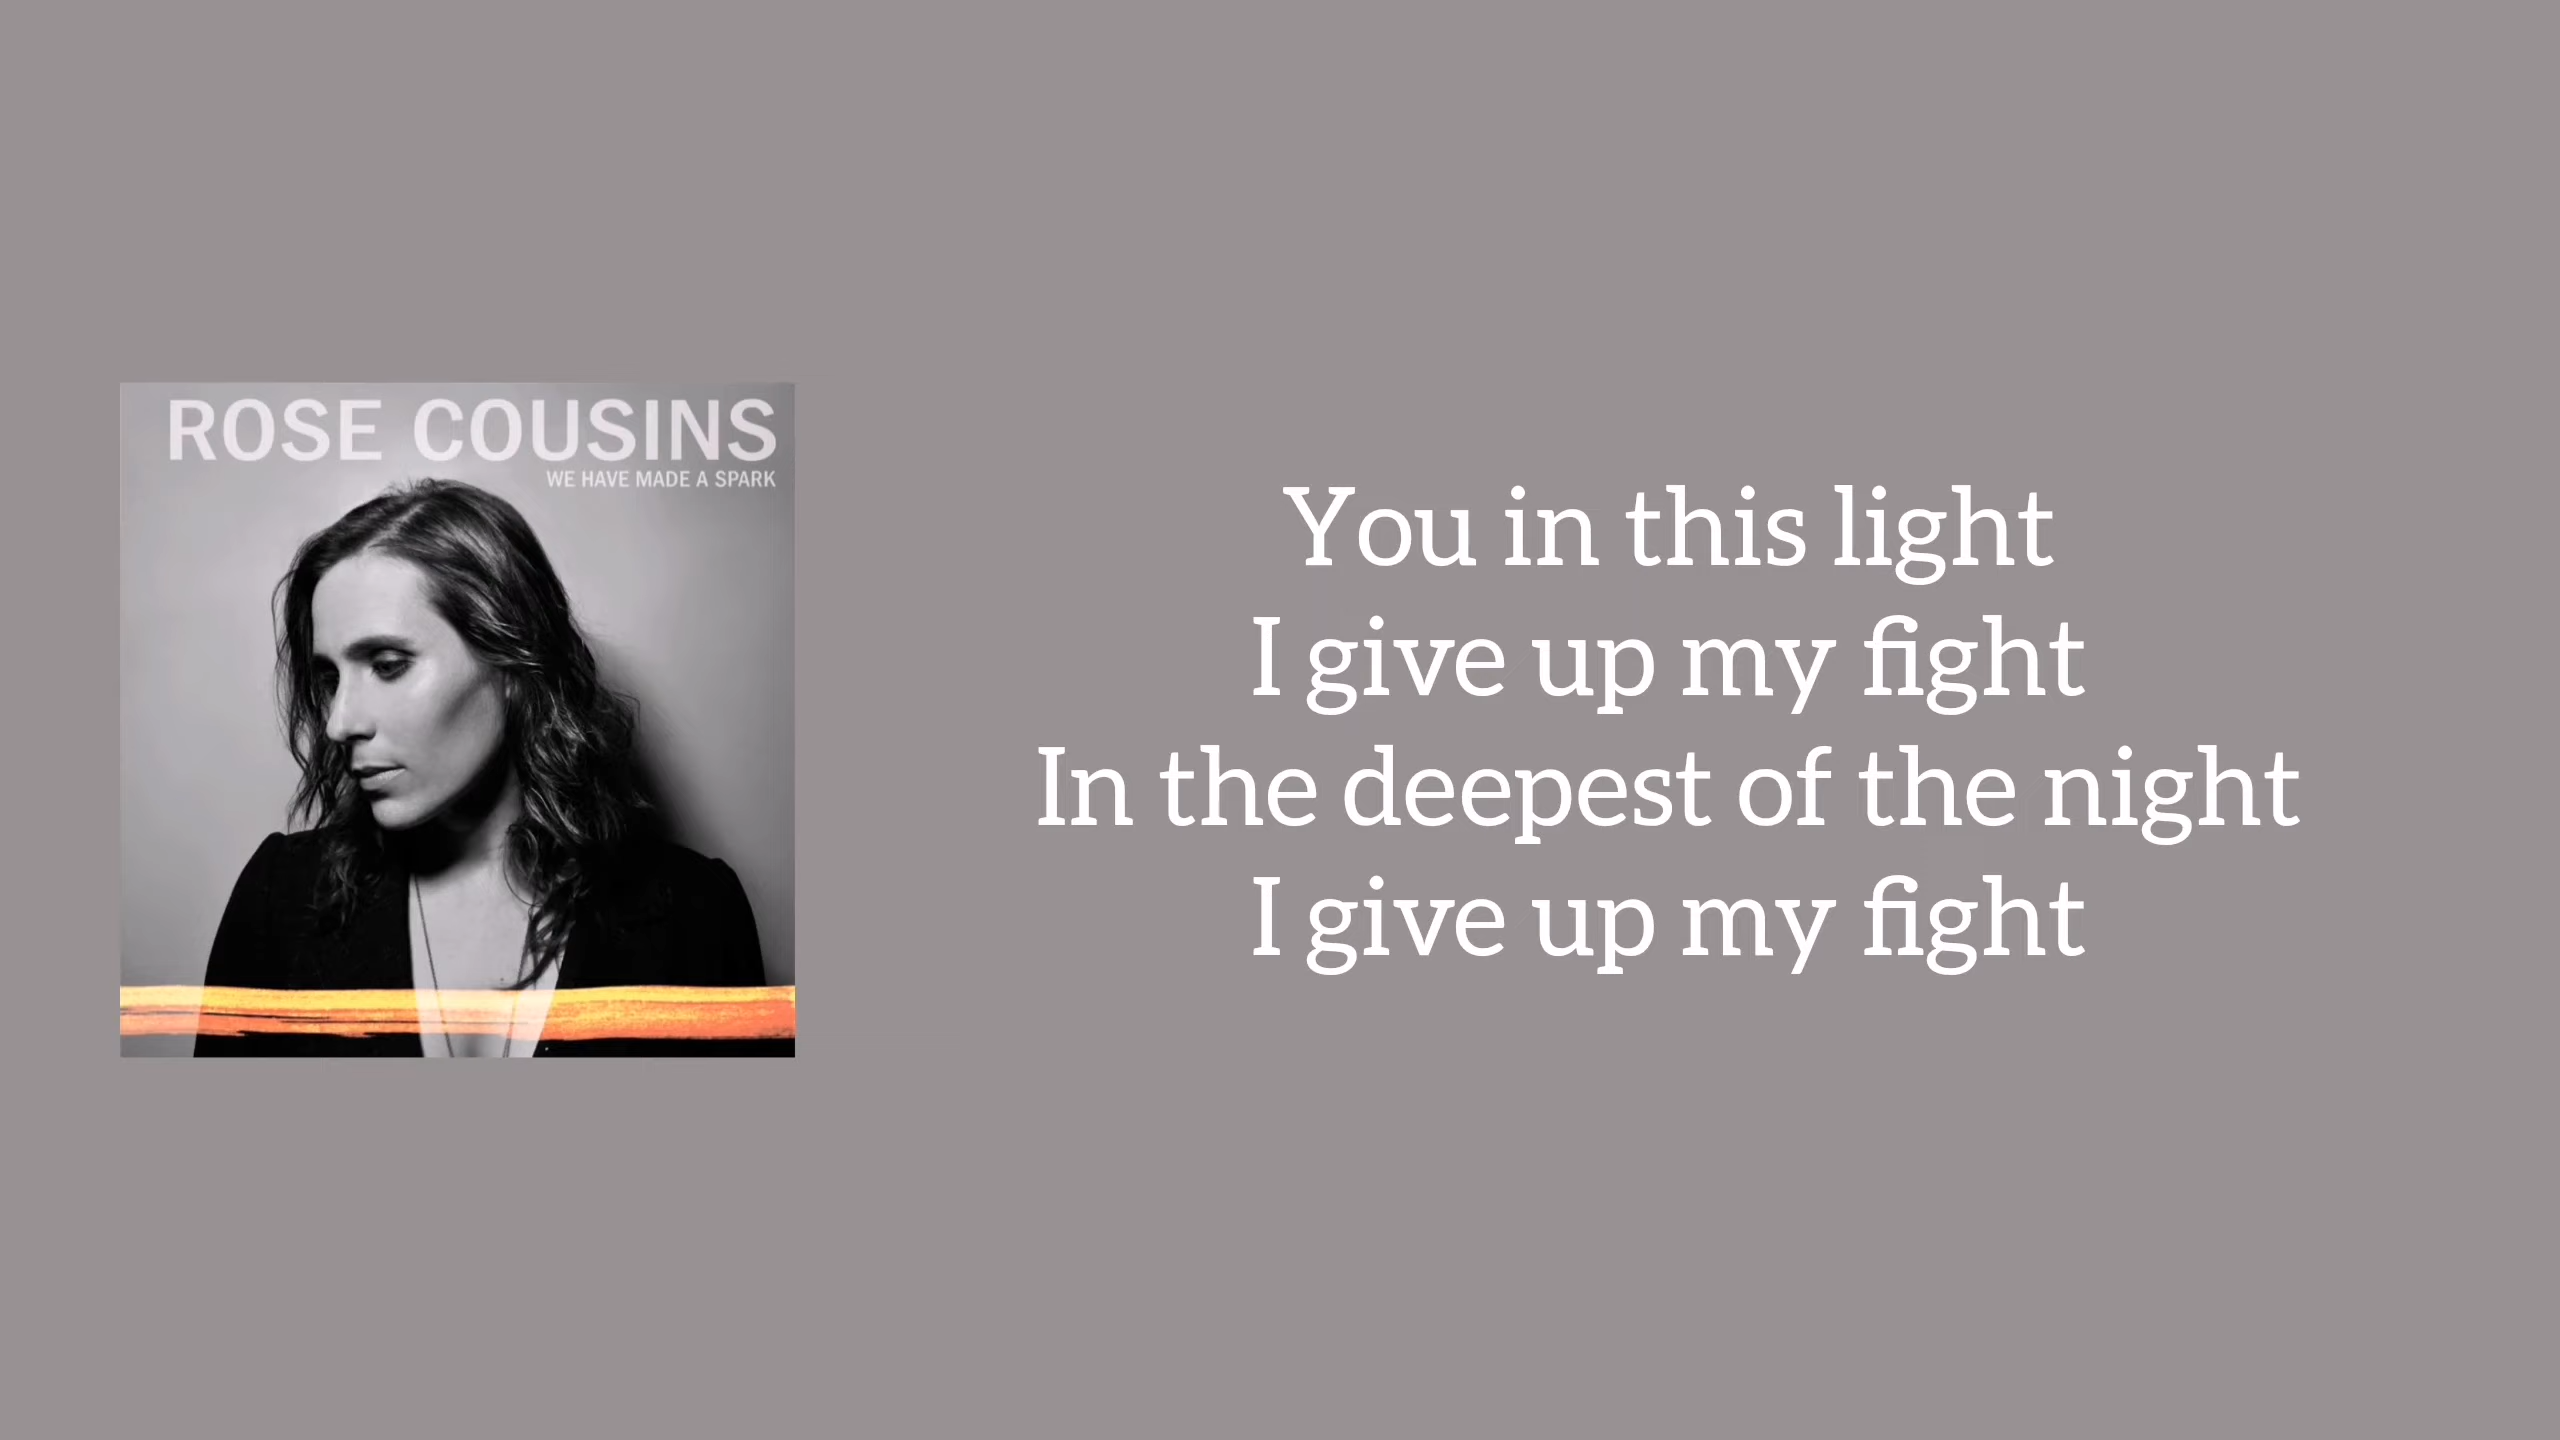 ROSE COUSINS
WE HAVE MADE A SPARK
You in this light
I give up my fight
In the deepest of the night
I give up my fight